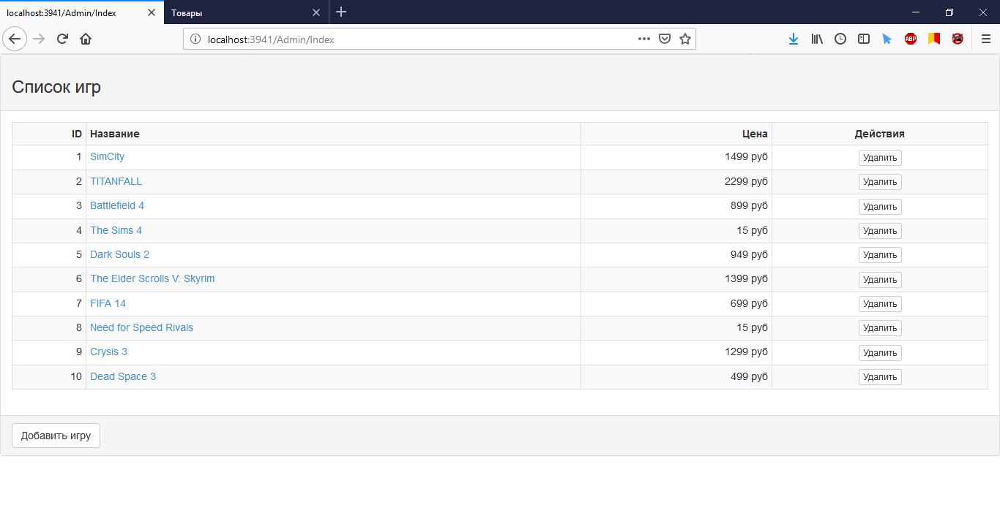 localhost:3941/Admin/Index
Товары
localhost:3941/Admin/Index
ABP
Список игр
ID Название Цена Действия
1 SimCity 1499 руб Удалить
2 TITANFALL 2299 руб Удалить
3 Battlefield 4 899 руб Удалить
4 The Sims 4 15 руб Удалить
5 Dark Souls 2 949 руб Удалить
6 The Elder Scrolls V: Skyrim 1399 руб Удалить
7 FIFA 14 699 руб Удалить
8 Need for Speed Rivals 15 руб Удалить
9 Crysis 3 1299 руб Удалить
10 Dead Space 3 499 руб Удалить
Добавить игру